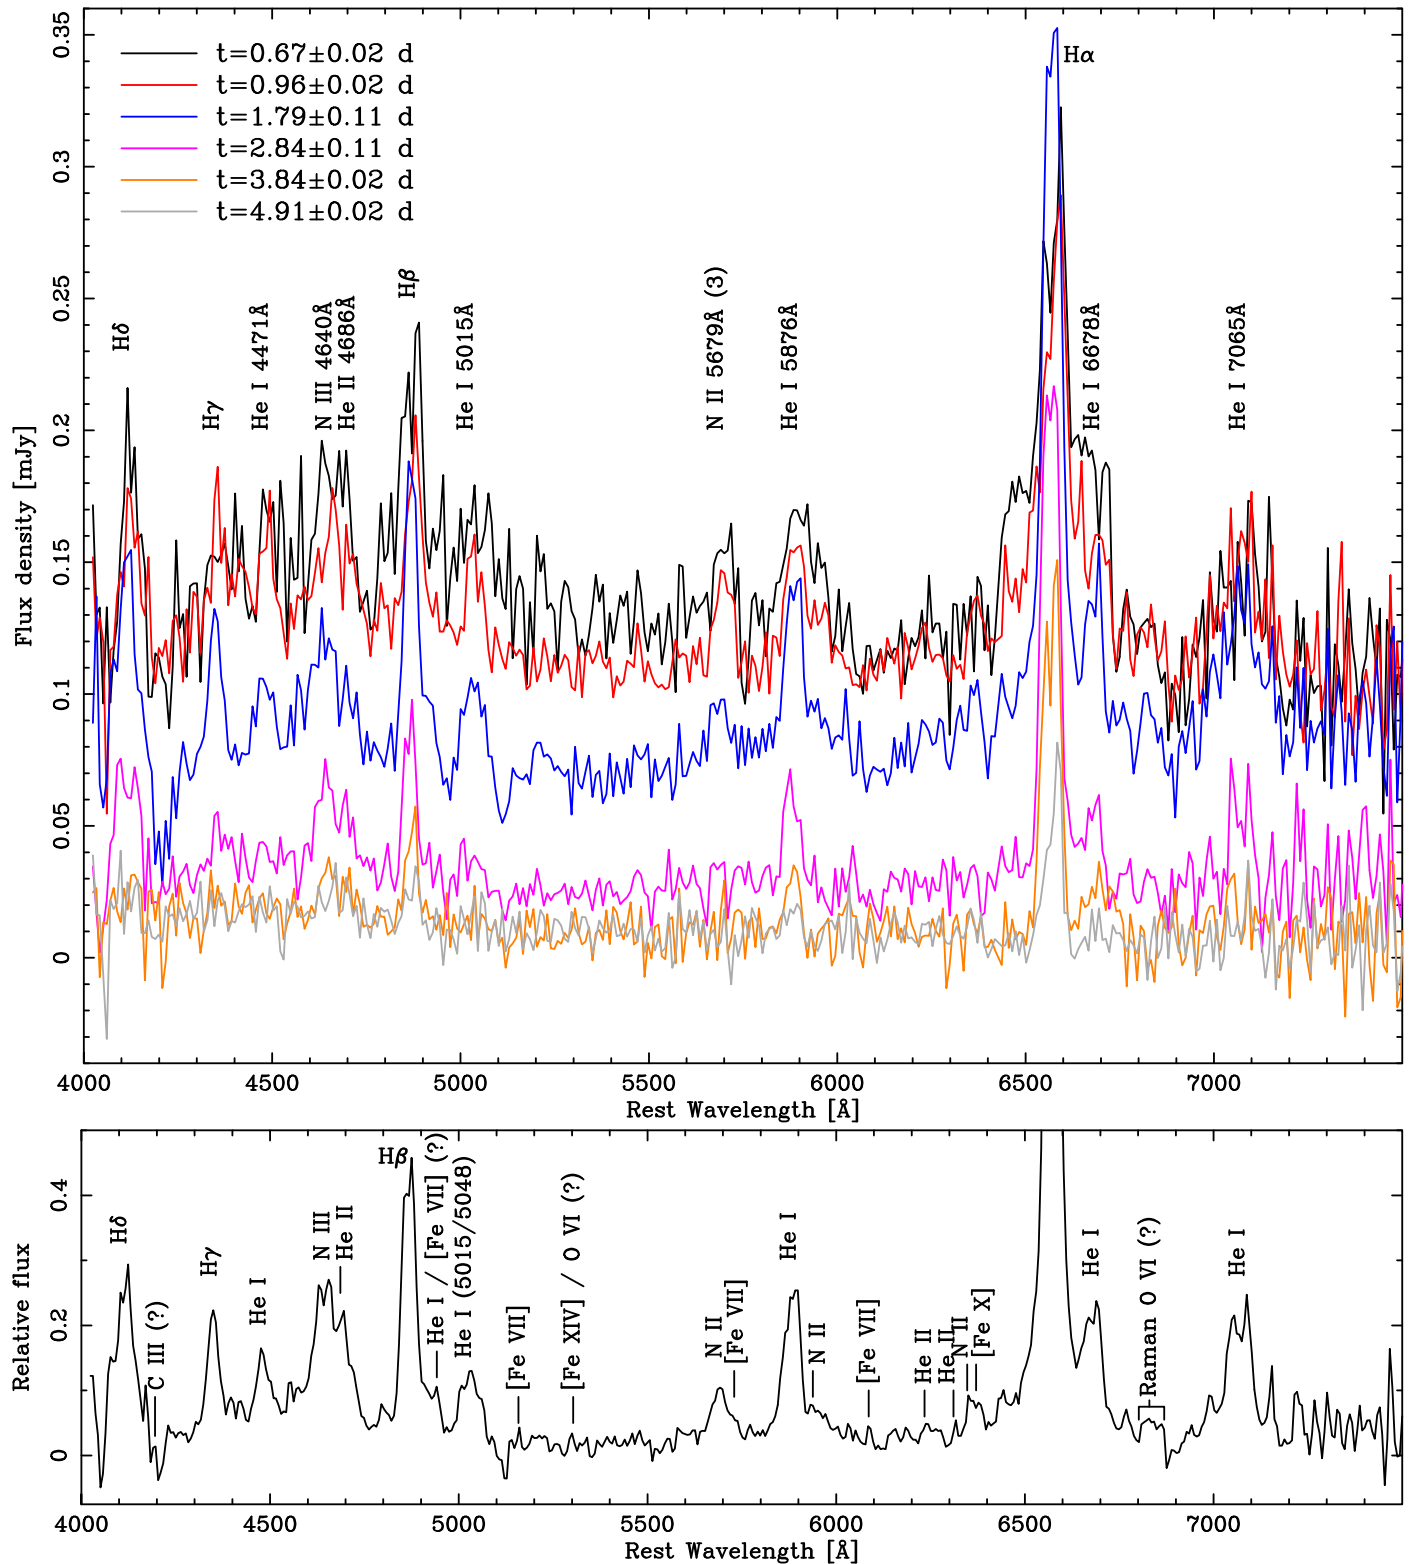 t=0.67±0.02 d
t=0.96±0.02 d
t=1.79±0.11 d
t=2.84±0.11 d
t=3.84±0.02 d
t=4.91±0.02 d
Hδ
Hγ
He I 4471Å
N III 4640Å
He II 4686Å
Hβ
He I 5015Å
N II 5679Å (3)
He I 5876Å
Hα
He I 6678Å
He I 7065Å
Flux density [mJy]
0.35
0.3
0.25
0.2
0.15
0.1
0.05
0
4000 4500 5000 5500 6000 6500 7000
Rest Wavelength [Å]
Hδ
C III (?)
Hγ
He I
N III
He II
Hβ
He I / [Fe VII] (?)
He I (5015/5048)
[Fe VII]
[Fe XIV] / O VI (?)
N II
[Fe VII]
He I
N II
[Fe VII]
He II
He II
N II
[Fe X]
He I
Raman O VI (?)
He I
Relative flux
0.4
0.2
0
4000 4500 5000 5500 6000 6500 7000
Rest Wavelength [Å]